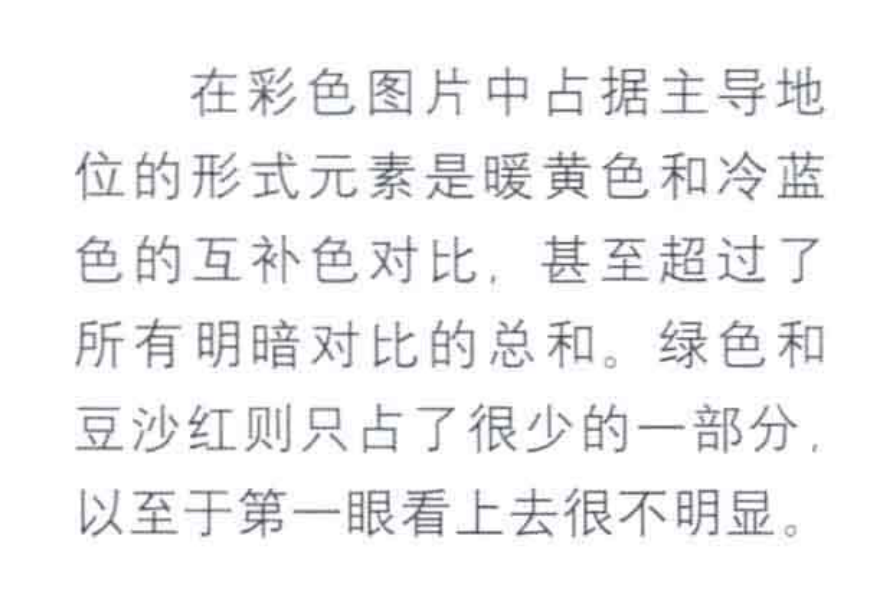 在彩色图片中占据主导地
位的形式元素是暖黄色和冷蓝
色的互补色对比，甚至超过了
所有明暗对比的总和。绿色和
豆沙红则只占了很少的一部分，
以至于第一眼看上去很不明显。